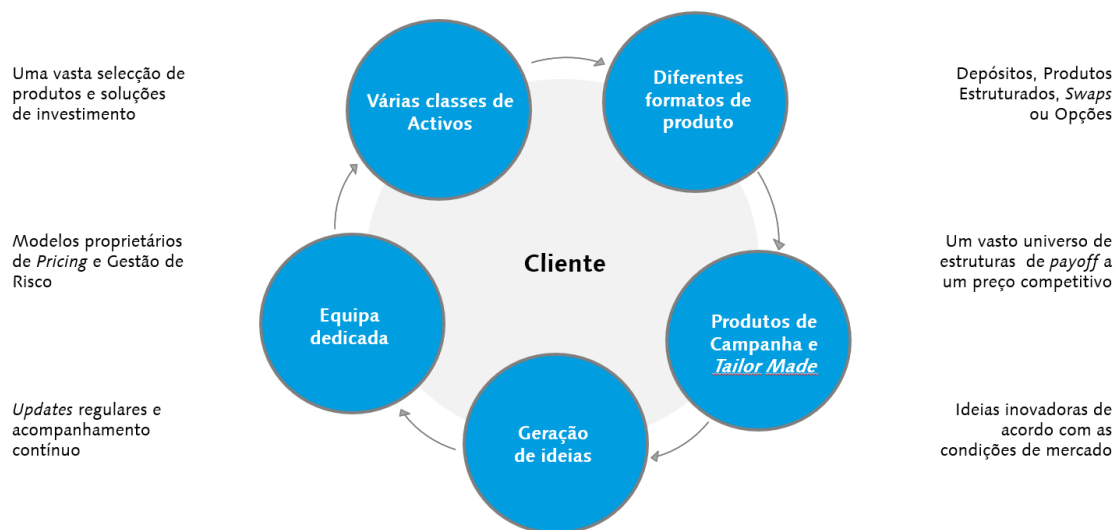 Uma vasta selecção de
produtos e soluções
de investimento
Várias classes de
Activos
Diferentes
formatos de
produto
Depósitos, Produtos
Estruturados, Swaps
ou Opções
Modelos proprietários
de Pricing e Gestão de
Risco
Cliente
Um vasto universo de
estruturas de payoff a
um preço competitivo
Equipa
dedicada
Produtos de
Campanha e
Tailor Made
Updates regulares e
acompanhamento
contínuo
Geração
de ideias
Ideias inovadoras de
acordo com as
condições de mercado